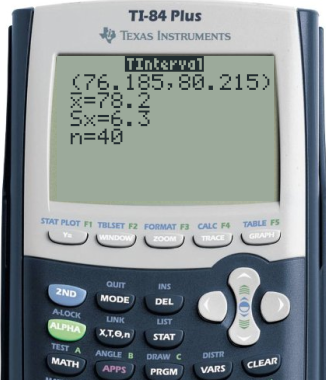 TI-84 Plus
TEXAS INSTRUMENTS
TInterval
(76.185,80.215)
x̄=78.2
Sx=6.3
n=40
STAT PLOT F1 TBLSET F2 FORMAT F3 CALC F4 TABLE F5
Y= WINDOW ZOOM TRACE GRAPH
QUIT INS
2ND MODE DEL
A-LOCK LINK LIST
ALPHA X,T,Θ,n STAT
TEST A ANGLE B DRAW C DISTR
MATH APPS PRGM VARS CLEAR